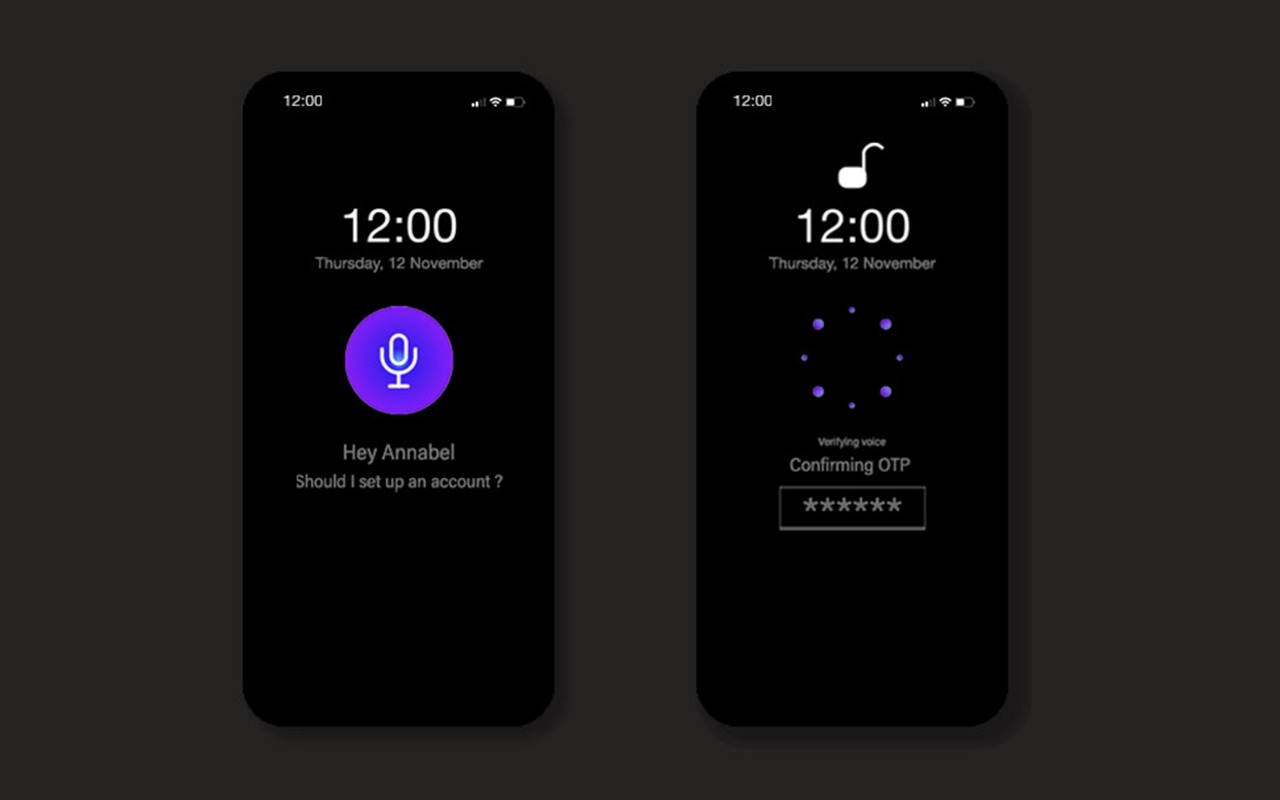 12:00
12:00
Thursday, 12 November
Hey Annabel
Should I set up an account ?
12:00
12:00
Thursday, 12 November
Verifying voice
Confirming OTP
******